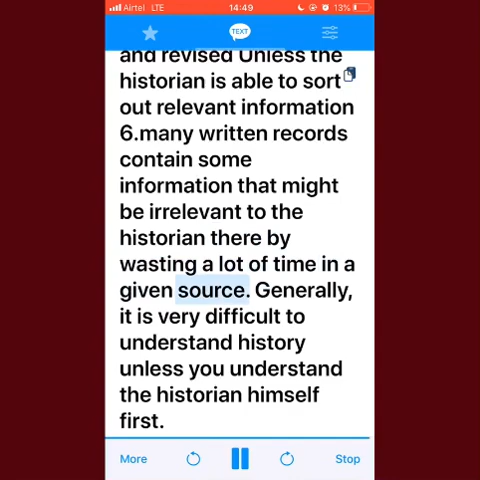 Airtel LTE 14:49 13%
TEXT
and revised Unless the
historian is able to sort
out relevant information
6.many written records
contain some
information that might
be irrelevant to the
historian there by
wasting a lot of time in a
given source. Generally,
it is very difficult to
understand history
unless you understand
the historian himself
first.
More Stop